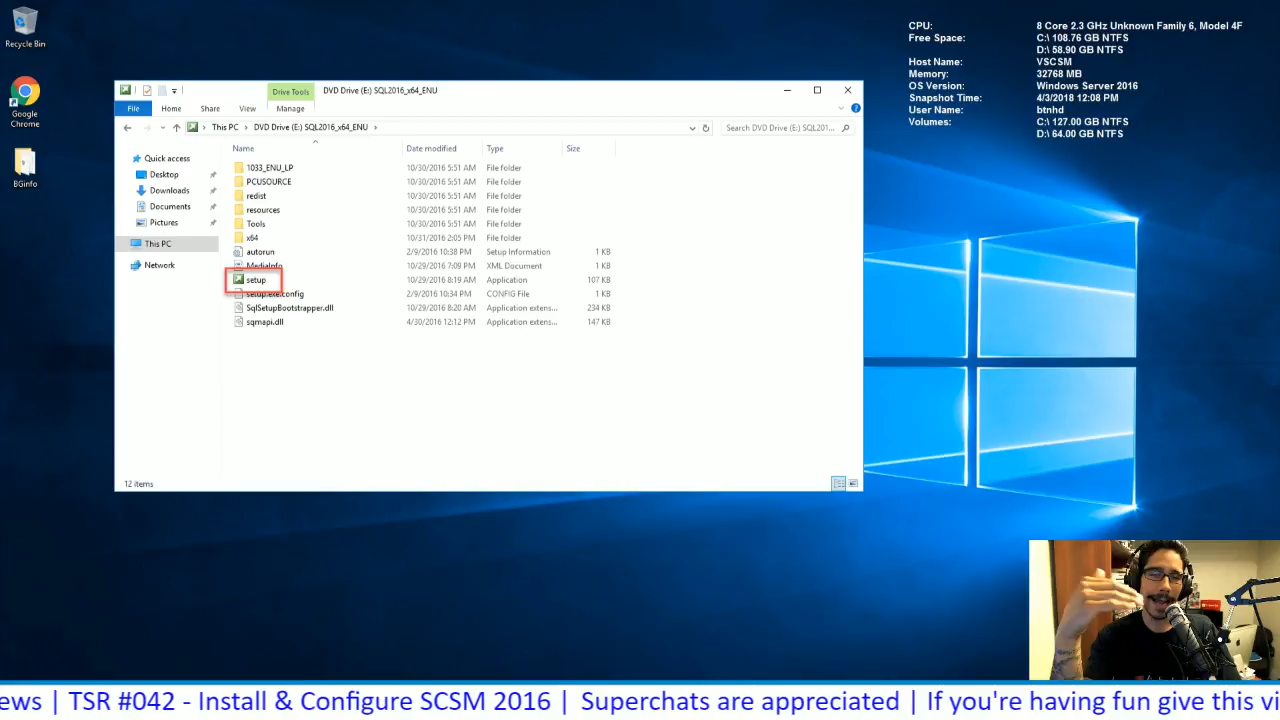 Recycle Bin
Google
Chrome
BGinfo
CPU: 8 Core 2.3 GHz Unknown Family 6, Model 4F
Free Space: C:\ 108.76 GB NTFS
D:\ 58.90 GB NTFS
Host Name: VSCSM
Memory: 32768 MB
OS Version: Windows Server 2016
Snapshot Time: 4/3/2018 12:08 PM
User Name: btnhd
Volumes: C:\ 127.00 GB NTFS
D:\ 64.00 GB NTFS
Drive Tools DVD Drive (E:) SQL2016_x64_ENU
File Home Share View Manage
This PC > DVD Drive (E:) SQL2016_x64_ENU > Search DVD Drive (E:) SQL201...
Quick access
Desktop
Downloads
Documents
Pictures
This PC
Network
Name Date modified Type Size
1033_ENU_LP 10/30/2016 5:51 AM File folder
PCUSOURCE 10/30/2016 5:51 AM File folder
redist 10/30/2016 5:51 AM File folder
resources 10/30/2016 5:51 AM File folder
Tools 10/30/2016 5:51 AM File folder
x64 10/31/2016 2:05 PM File folder
autorun 2/9/2016 10:38 PM Setup Information 1 KB
MediaInfo 10/29/2016 7:09 PM XML Document 1 KB
setup 10/29/2016 8:19 AM Application 107 KB
setup.exe.config 2/9/2016 10:34 PM CONFIG File 1 KB
SqlSetupBootstrapper.dll 10/29/2016 8:20 AM Application extens... 234 KB
sqmapi.dll 4/30/2016 12:12 PM Application extens... 147 KB
12 items
ews | TSR #042 - Install & Configure SCSM 2016 | Superchats are appreciated | If you're having fun give this vi